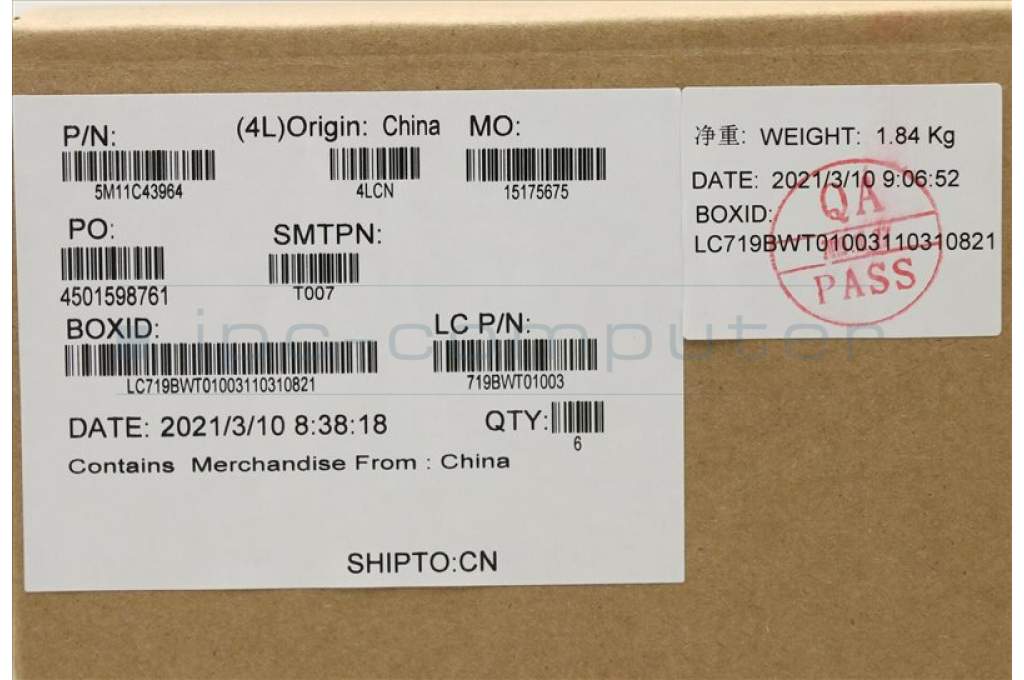 P/N: (4L)Origin: China MO:
5M11C43964 4LCN 15175675
PO: SMTPN:
4501598761 T007
BOXID: LC P/N:
LC719BWT01003110310821 719BWT01003
DATE: 2021/3/10 8:38:18 QTY:
6
Contains Merchandise From : China
SHIPTO:CN
净重: WEIGHT: 1.84 Kg
DATE: 2021/3/10 9:06:52
BOXID:
LC719BWT01003110310821
QA
PASS
ipc-computer